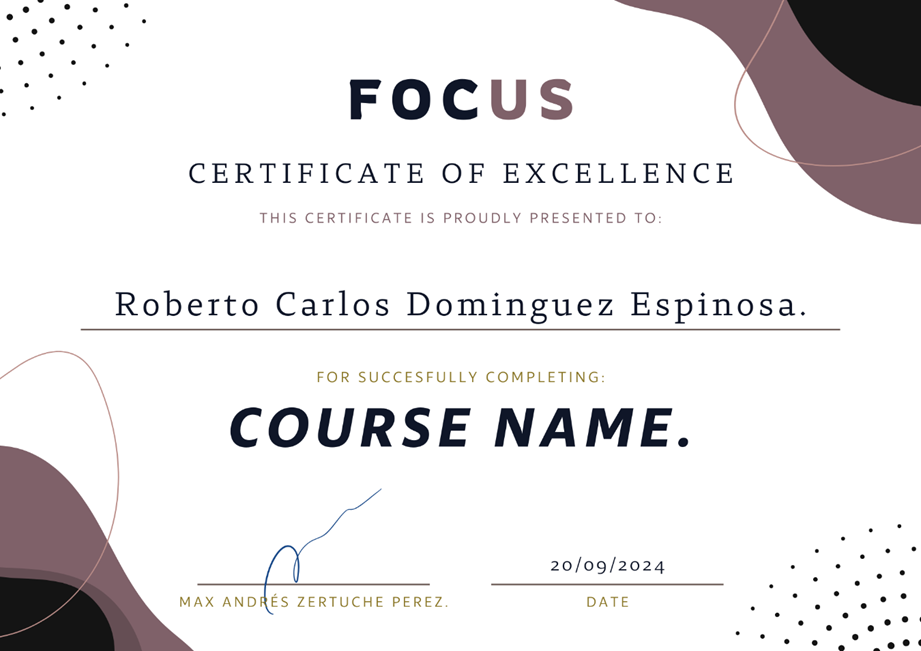 FOCUS
CERTIFICATE OF EXCELLENCE
THIS CERTIFICATE IS PROUDLY PRESENTED TO:
Roberto Carlos Dominguez Espinosa.
FOR SUCCESFULLY COMPLETING:
COURSE NAME.
20/09/2024
MAX ANDRÉS ZERTUCHE PEREZ.
DATE